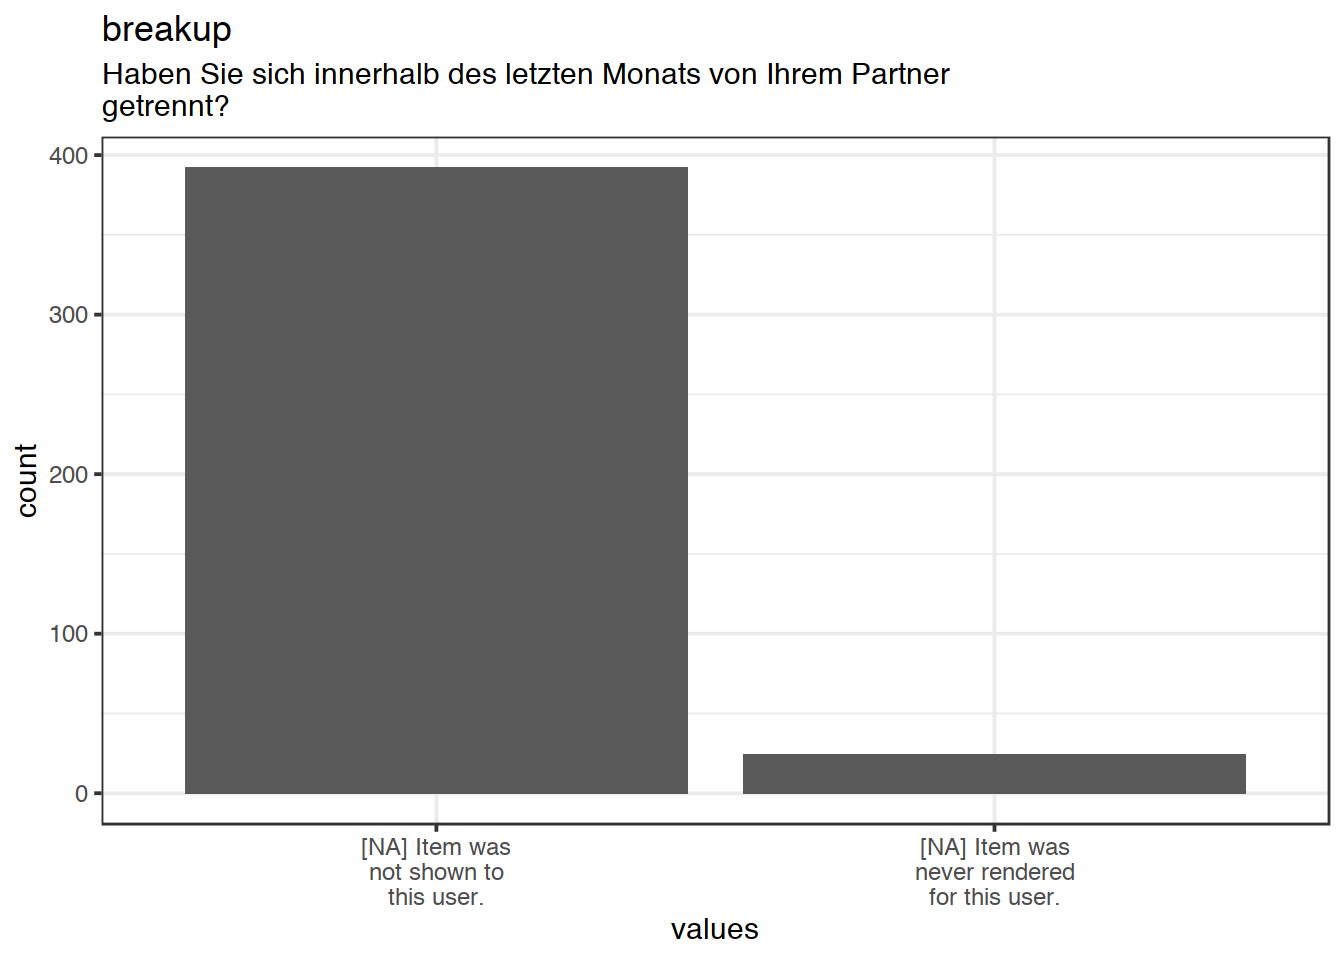 breakup
Haben Sie sich innerhalb des letzten Monats von Ihrem Partner
getrennt?
400
300
200
100
0
count
[NA] Item was
not shown to
this user.
[NA] Item was
never rendered
for this user.
values